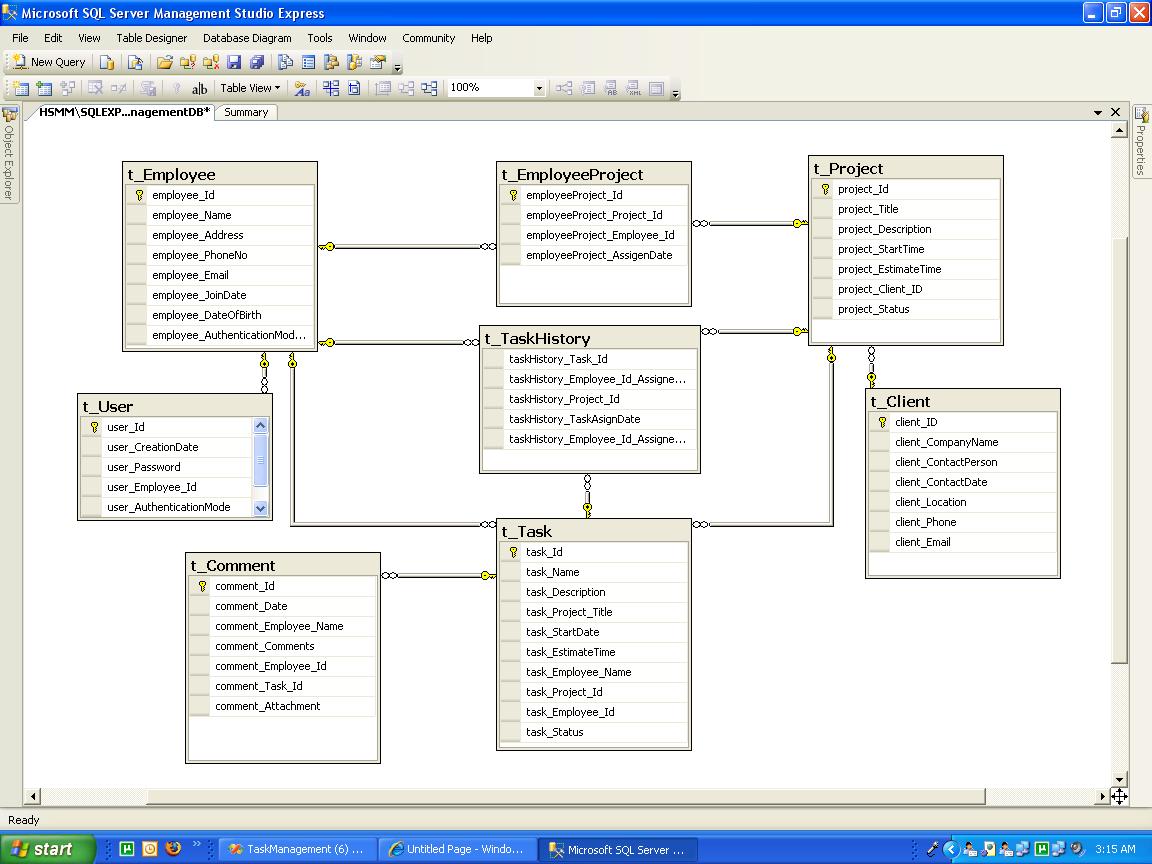 Microsoft SQL Server Management Studio Express
File Edit View Table Designer Database Diagram Tools Window Community Help
New Query
Table View 100%
HSMM\SQLEXP...nagementDB* Summary
Object Explorer
Properties
t_Employee
employee_Id
employee_Name
employee_Address
employee_PhoneNo
employee_Email
employee_JoinDate
employee_DateOfBirth
employee_AuthenticationMod...
t_EmployeeProject
employeeProject_Id
employeeProject_Project_Id
employeeProject_Employee_Id
employeeProject_AssigenDate
t_Project
project_Id
project_Title
project_Description
project_StartTime
project_EstimateTime
project_Client_ID
project_Status
t_TaskHistory
taskHistory_Task_Id
taskHistory_Employee_Id_Assigne...
taskHistory_Project_Id
taskHistory_TaskAsignDate
taskHistory_Employee_Id_Assigne...
t_User
user_Id
user_CreationDate
user_Password
user_Employee_Id
user_AuthenticationMode
t_Client
client_ID
client_CompanyName
client_ContactPerson
client_ContactDate
client_Location
client_Phone
client_Email
t_Comment
comment_Id
comment_Date
comment_Employee_Name
comment_Comments
comment_Employee_Id
comment_Task_Id
comment_Attachment
t_Task
task_Id
task_Name
task_Description
task_Project_Title
task_StartDate
task_EstimateTime
task_Employee_Name
task_Project_Id
task_Employee_Id
task_Status
Ready
start TaskManagement (6) ... Untitled Page - Windo... Microsoft SQL Server ... 3:15 AM